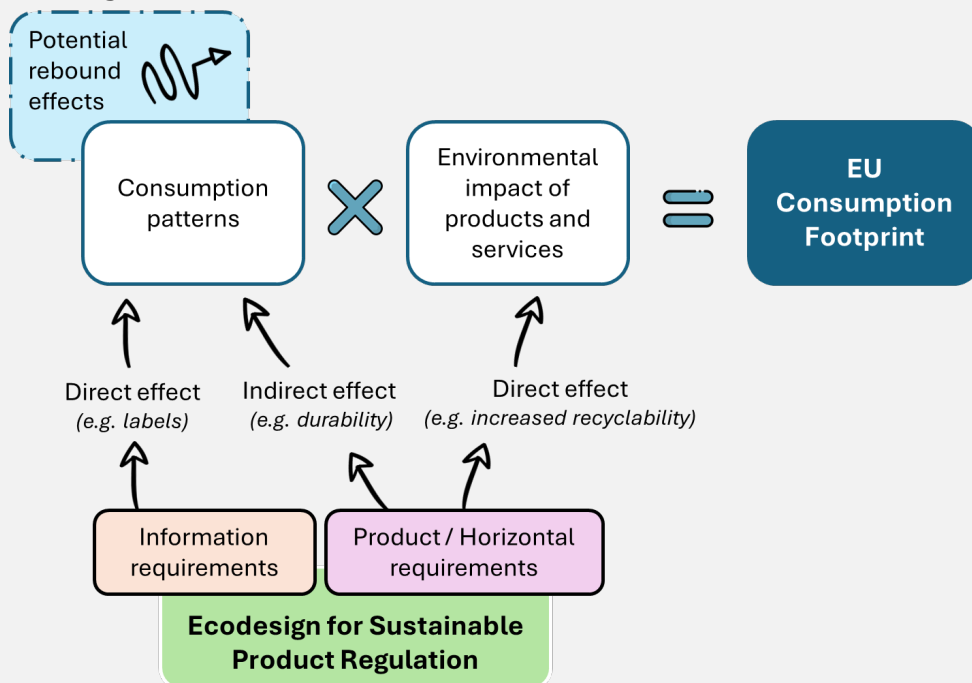 Potential
rebound
effects
Consumption
patterns
Environmental
impact of
products and
services
EU
Consumption
Footprint
Direct effect
(e.g. labels)
Indirect effect
(e.g. durability)
Direct effect
(e.g. increased recyclability)
Information
requirements
Product / Horizontal
requirements
Ecodesign for Sustainable
Product Regulation